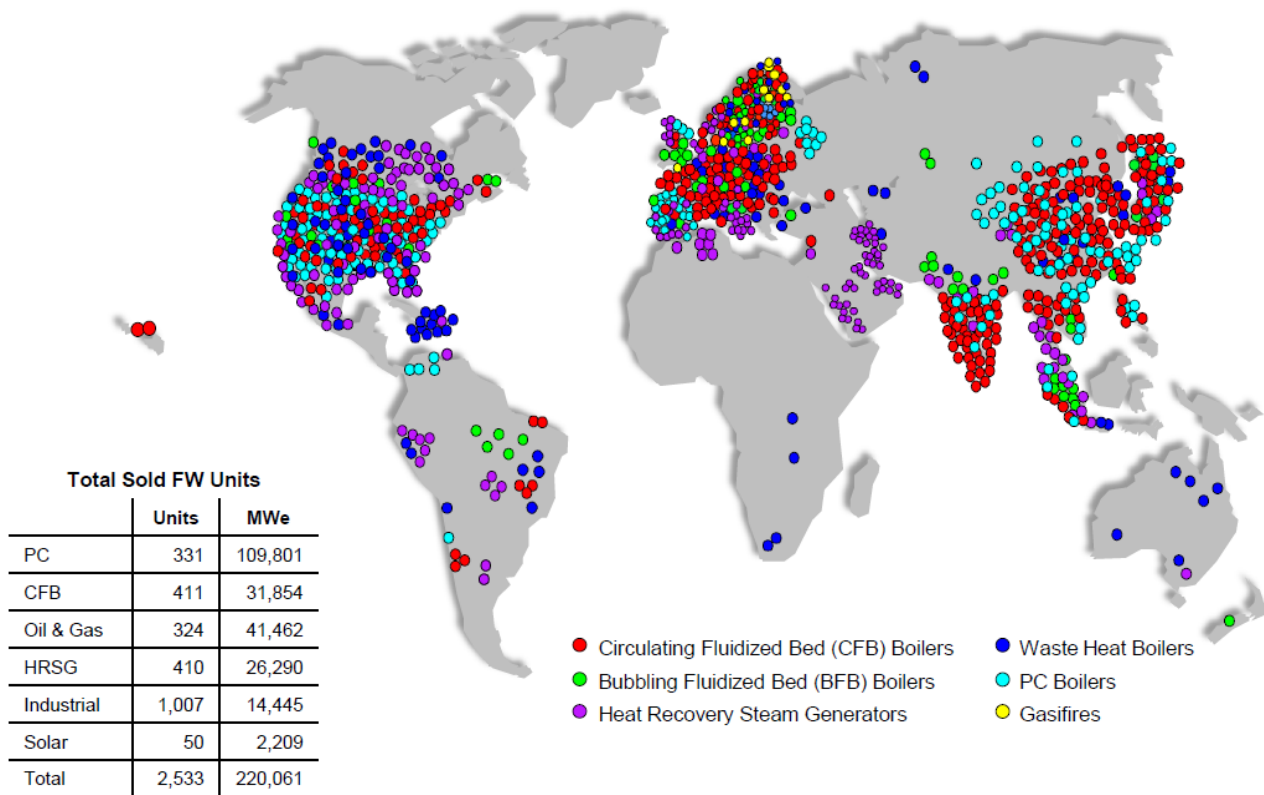 Total Sold FW Units
Units MWe
PC 331 109,801
CFB 411 31,854
Oil & Gas 324 41,462
HRSG 410 26,290
Industrial 1,007 14,445
Solar 50 2,209
Total 2,533 220,061
Circulating Fluidized Bed (CFB) Boilers
Bubbling Fluidized Bed (BFB) Boilers
Heat Recovery Steam Generators
Waste Heat Boilers
PC Boilers
Gasifires